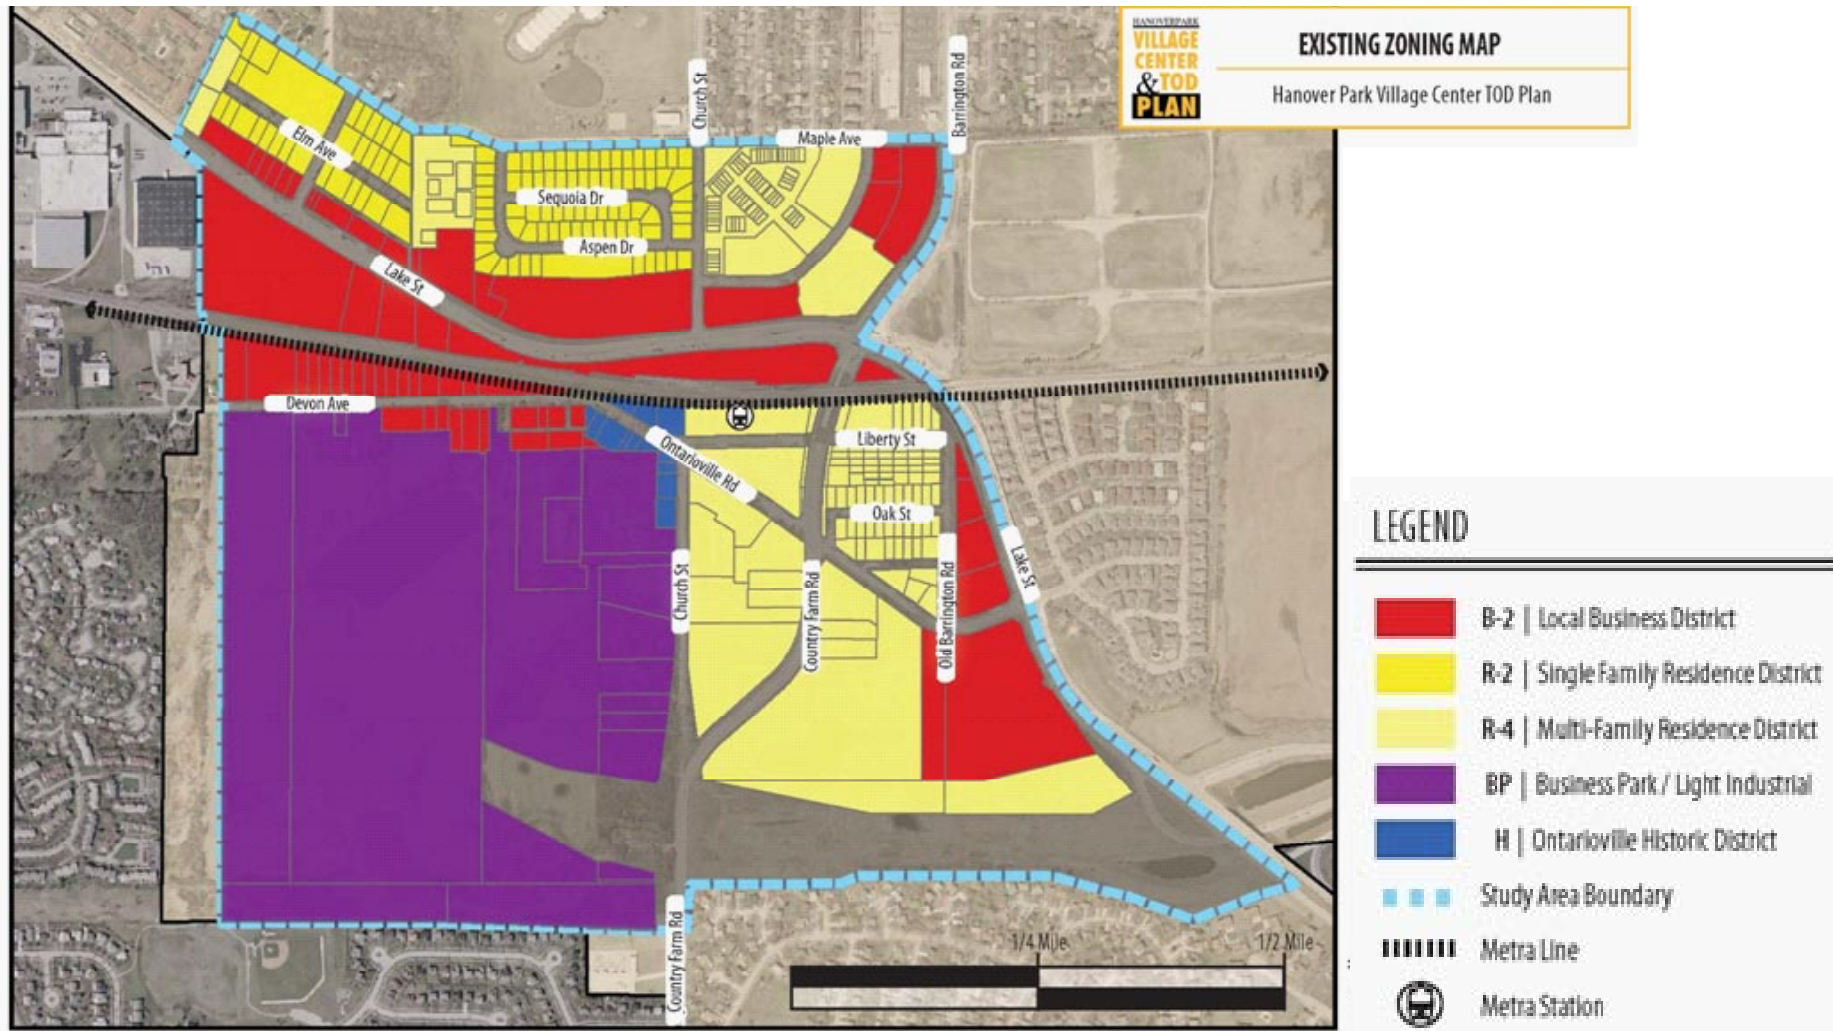 HANOVERPARK
VILLAGE
CENTER
& TOD
PLAN
EXISTING ZONING MAP
Hanover Park Village Center TOD Plan
Church St
Barrington Rd
Maple Ave
Elm Ave
Sequoia Dr
Aspen Dr
Lake St
Devon Ave
Ontarioville Rd
Liberty St
Oak St
Church St
Country Farm Rd
Old Barrington Rd
Lake St
Country Farm Rd
1/4 Mile
1/2 Mile
LEGEND
B-2 | Local Business District
R-2 | Single Family Residence District
R-4 | Multi-Family Residence District
BP | Business Park / Light Industrial
H | Ontarioville Historic District
Study Area Boundary
Metra Line
Metra Station